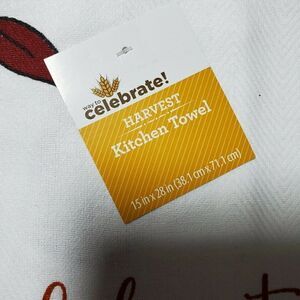 way to
celebrate!
HARVEST
Kitchen Towel
15 in x 28 in (38.1 cm x 71.1 cm)